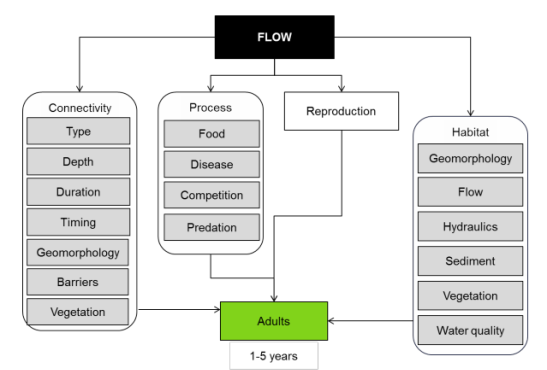 FLOW
Connectivity
Type
Depth
Duration
Timing
Geomorphology
Barriers
Vegetation
Process
Food
Disease
Competition
Predation
Reproduction
Habitat
Geomorphology
Flow
Hydraulics
Sediment
Vegetation
Water quality
Adults
1-5 years